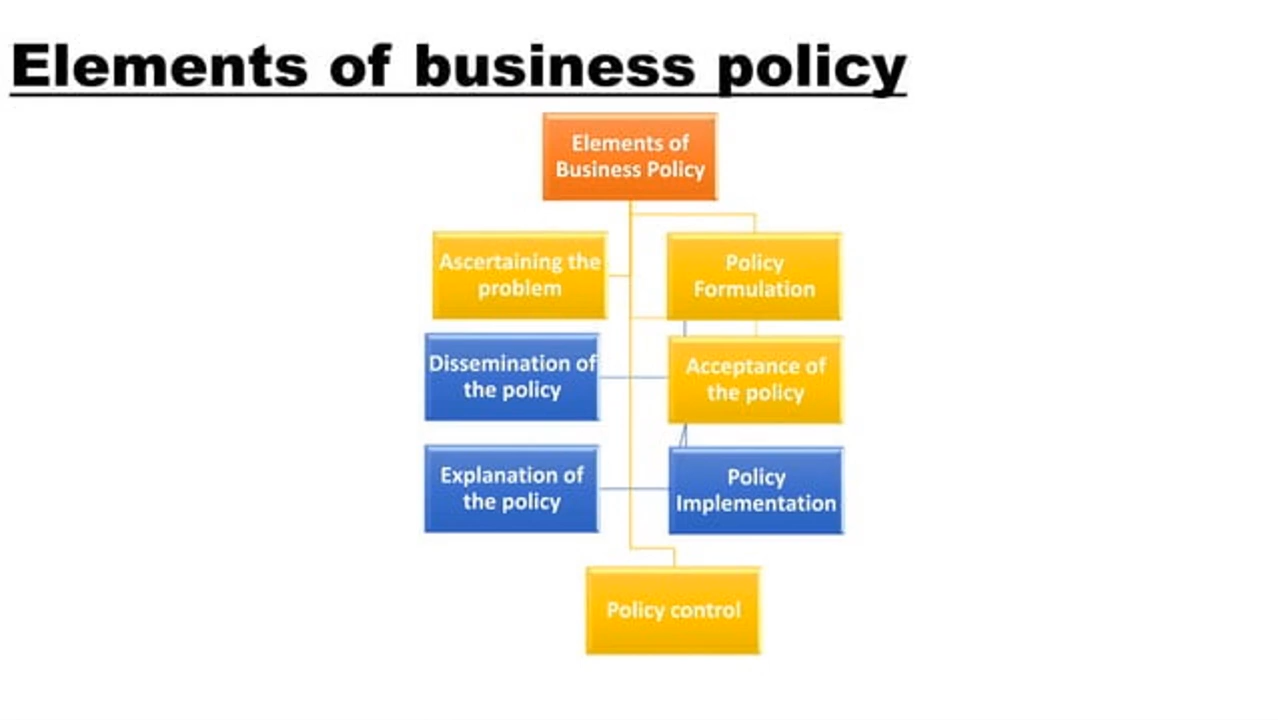 Elements of business policy
Elements of
Business Policy
Ascertaining the
problem
Policy
Formulation
Dissemination of
the policy
Acceptance of
the policy
Explanation of
the policy
Policy
Implementation
Policy control